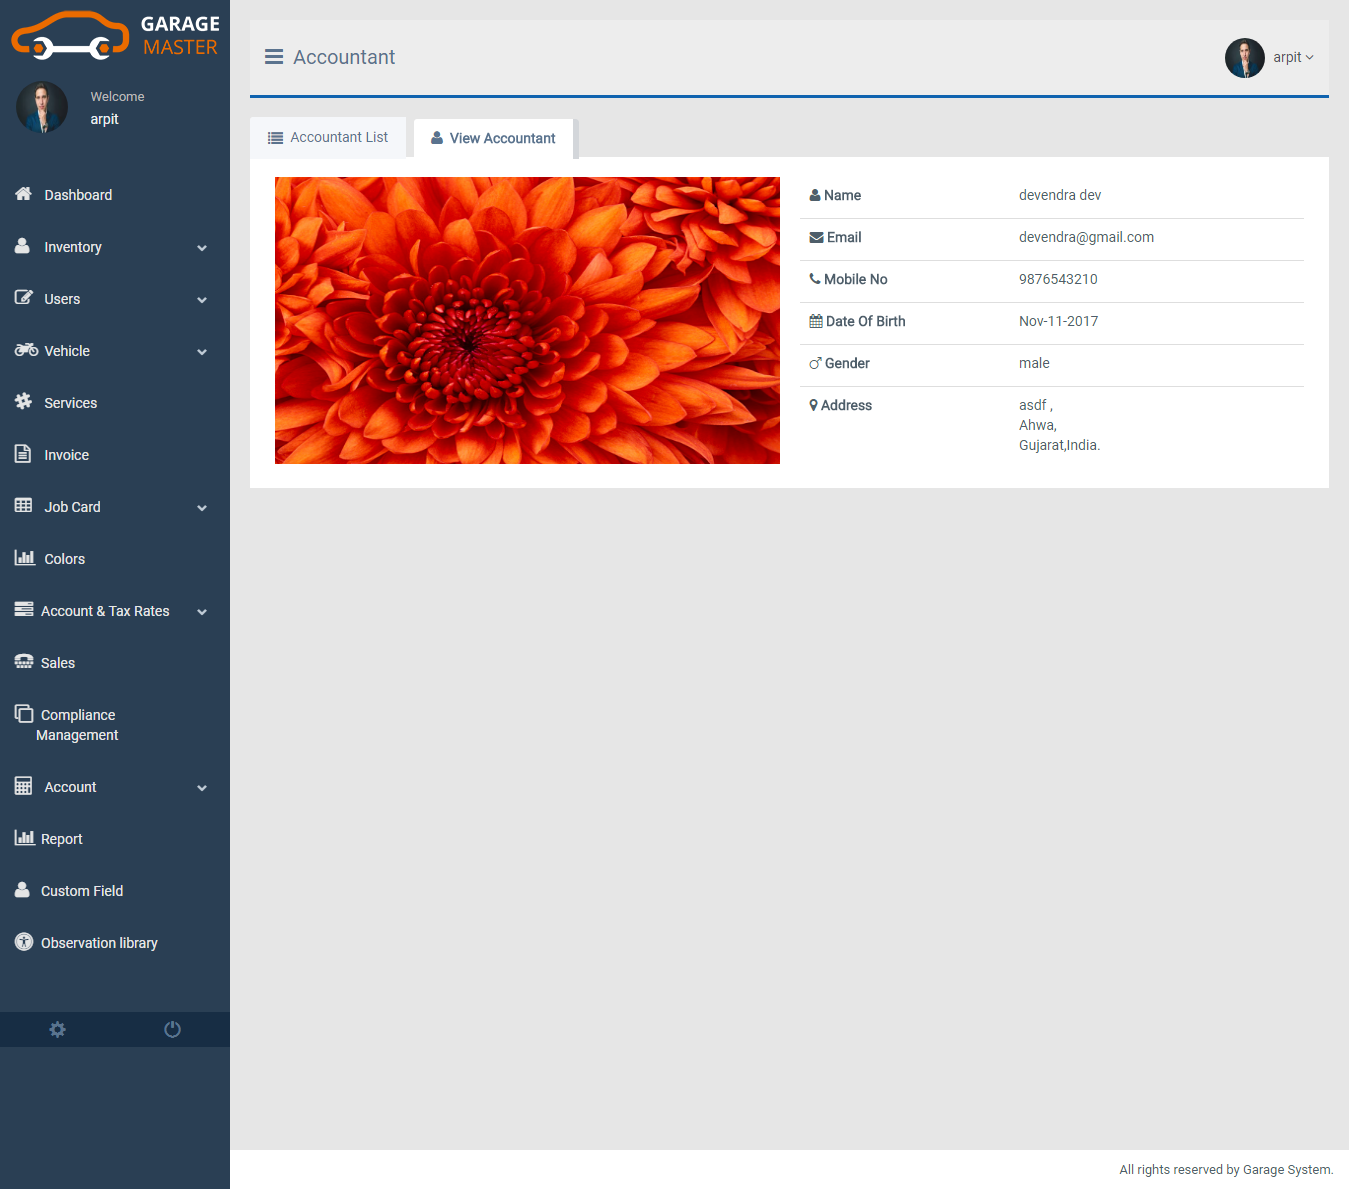 GARAGE
MASTER
Welcome
arpit
Dashboard
Inventory
Users
Vehicle
Services
Invoice
Job Card
Colors
Account & Tax Rates
Sales
Compliance
Management
Account
Report
Custom Field
Observation library
Accountant
arpit
Accountant List
View Accountant
Name devendra dev
Email devendra@gmail.com
Mobile No 9876543210
Date Of Birth Nov-11-2017
Gender male
Address asdf ,
Ahwa,
Gujarat,India.
All rights reserved by Garage System.